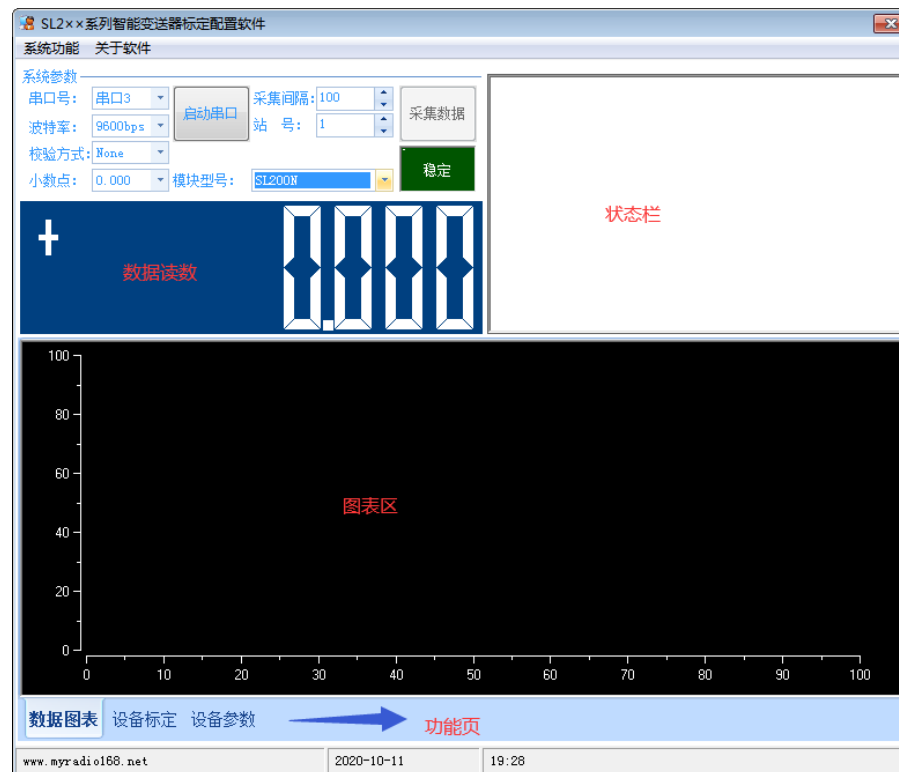 SL2××系列智能变送器标定配置软件
系统功能 关于软件
系统参数
串口号: 串口3 启动串口 采集间隔: 100 采集数据
波特率: 9600bps 站 号: 1
校验方式: None
小数点: 0.000 模块型号: SL200N 稳定
+ 0.000
数据读数
状态栏
100
80
60
40
20
0
图表区
0 10 20 30 40 50 60 70 80 90 100
数据图表 设备标定 设备参数 功能页
www.myradio168.net 2020-10-11 19:28